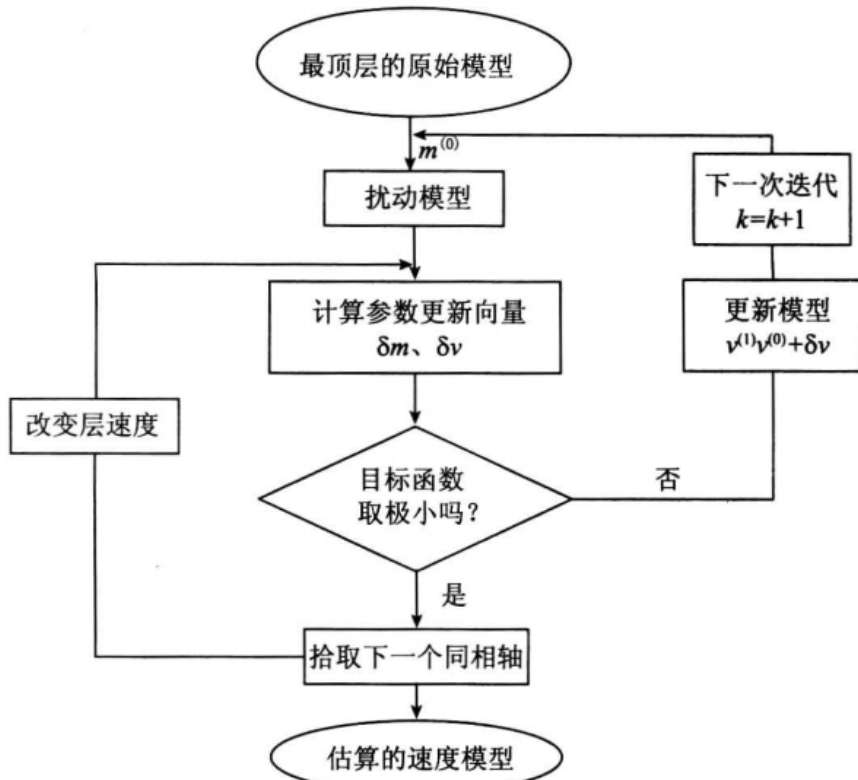 最顶层的原始模型
m⁽⁰⁾
扰动模型
下一次迭代
k=k+1
计算参数更新向量
δm、δv
更新模型
v⁽¹⁾v⁽⁰⁾+δv
改变层速度
目标函数
取极小吗?
否
是
拾取下一个同相轴
估算的速度模型